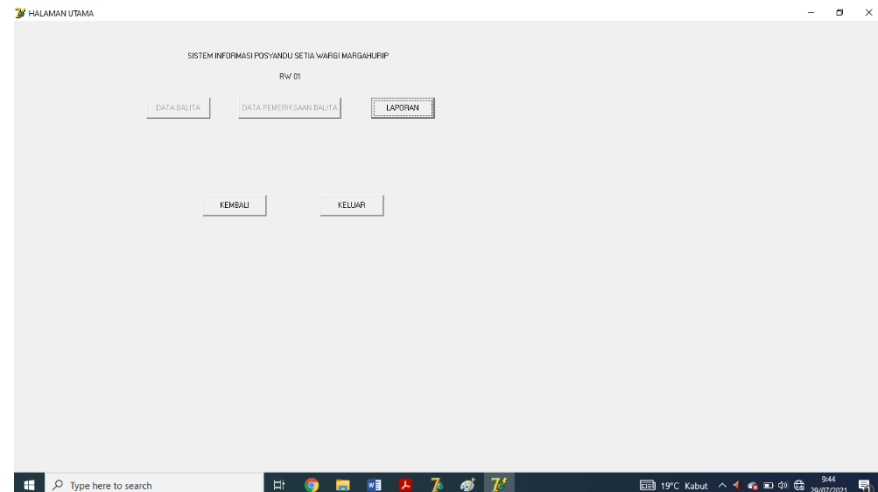 HALAMAN UTAMA
SISTEM INFORMASI POSYANDU SETIA WARGI MARGAHURIP
RW 01
DATA BALITA DATA PEMERIKSAAN BALITA LAPORAN
KEMBALI KELUAR
Type here to search
19°C Kabut
9:44
29/07/2021